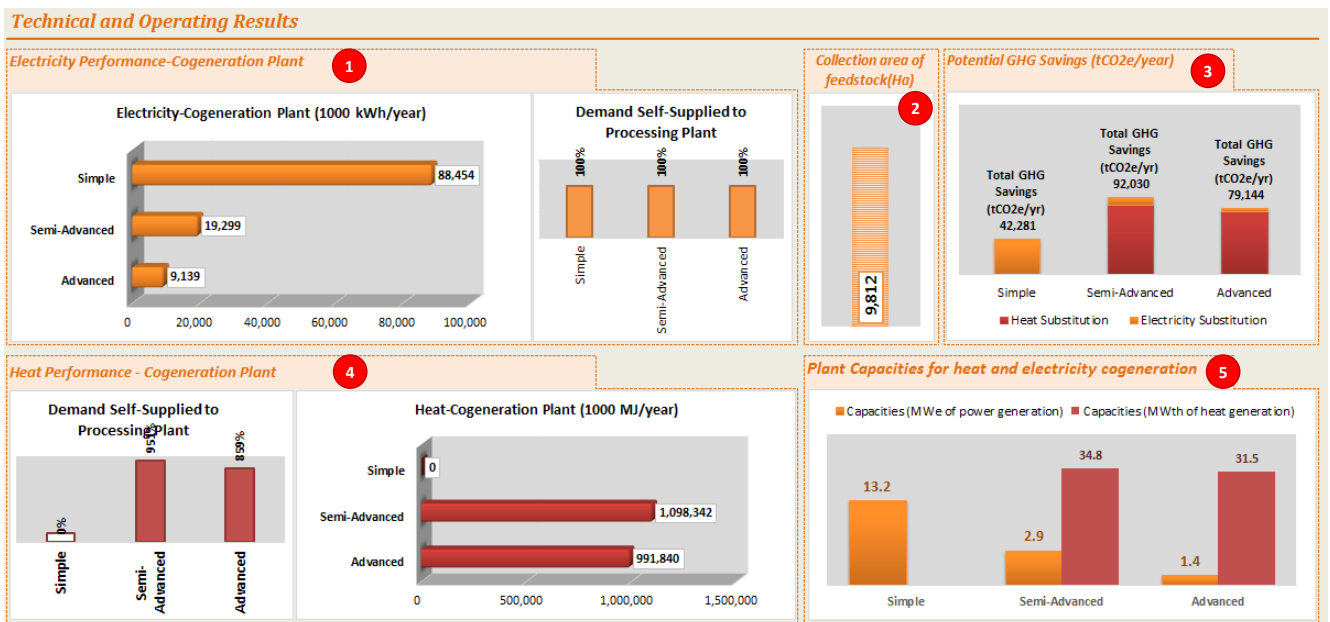 Technical and Operating Results
Electricity Performance-Cogeneration Plant
1
Electricity-Cogeneration Plant (1000 kWh/year)
Simple
88,454
Semi-Advanced
19,299
Advanced
9,139
0
20,000
40,000
60,000
80,000
100,000
Demand Self-Supplied to
Processing Plant
100%
100%
100%
Simple
Semi-Advanced
Advanced
Collection area of
feedstock(Ha)
2
9,812
Potential GHG Savings (tCO2e/year)
3
Total GHG
Savings
(tCO2e/yr)
42,281
Total GHG
Savings
(tCO2e/yr)
92,030
Total GHG
Savings
(tCO2e/yr)
79,144
Simple
Semi-Advanced
Advanced
Heat Substitution
Electricity Substitution
Heat Performance - Cogeneration Plant
4
Demand Self-Supplied to
Processing Plant
0%
951%
859%
Simple
Semi-
Advanced
Advanced
Heat-Cogeneration Plant (1000 MJ/year)
Simple
0
Semi-Advanced
1,098,342
Advanced
991,840
0
500,000
1,000,000
1,500,000
Plant Capacities for heat and electricity cogeneration
5
Capacities (MWe of power generation)
Capacities (MWth of heat generation)
13.2
2.9
34.8
1.4
31.5
Simple
Semi-Advanced
Advanced